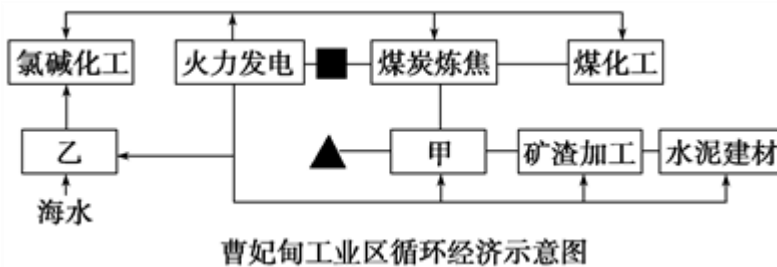 氯碱化工 火力发电 煤炭炼焦 煤化工
乙 甲 矿渣加工 水泥建材
海水
曹妃甸工业区循环经济示意图